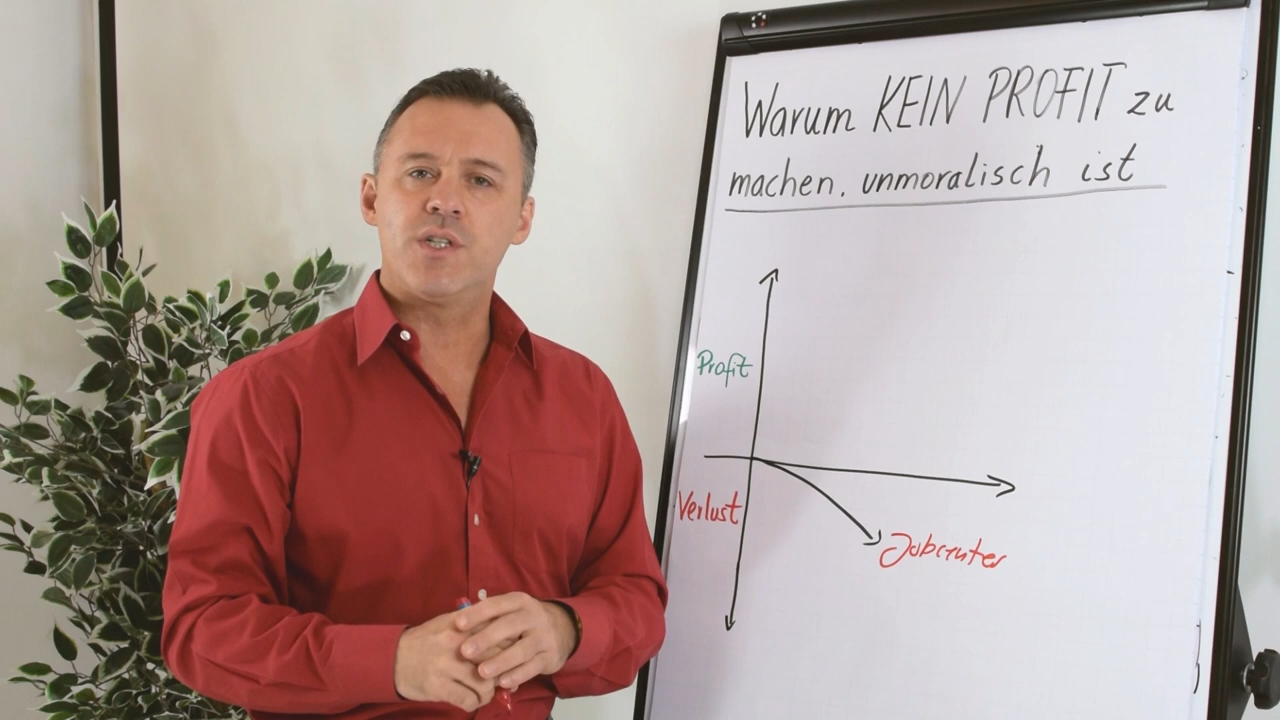 Warum KEIN PROFIT zu
machen. unmoralisch ist
Profit
Verlust
Jobcenter